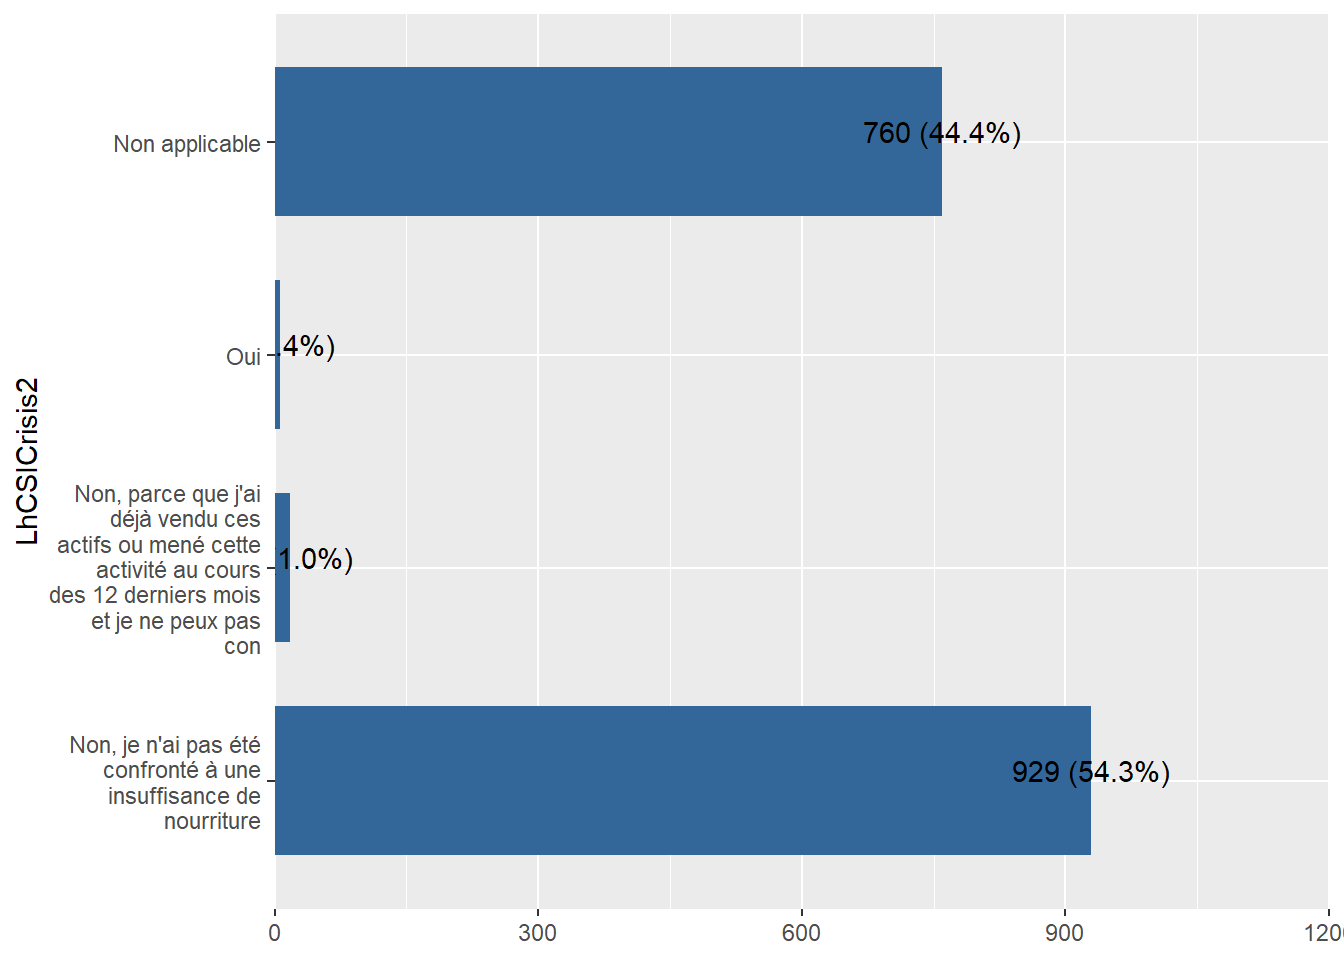 Non applicable
760 (44.4%)
Oui
.4%)
Non, parce que j'ai
déjà vendu ces
actifs ou mené cette
activité au cours
des 12 derniers mois
et je ne peux pas
con
1.0%)
Non, je n'ai pas été
confronté à une
insuffisance de
nourriture
929 (54.3%)
LhCSICrisis2
0
300
600
900
120